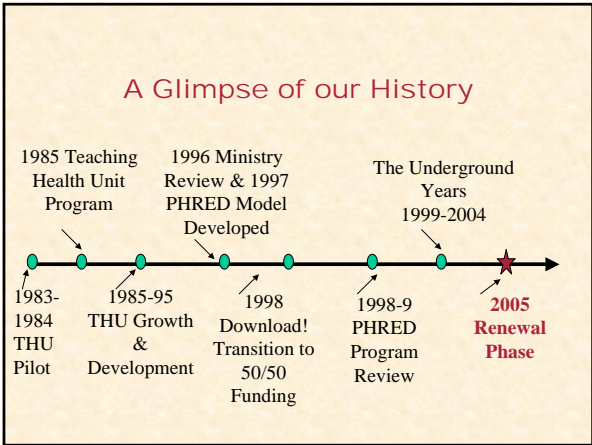 A Glimpse of our History
1985 Teaching
Health Unit
Program
1996 Ministry
Review & 1997
PHRED Model
Developed
The Underground
Years
1999-2004
1983-
1984
THU
Pilot
1985-95
THU Growth
&
Development
1998
Download!
Transition to
50/50
Funding
1998-9
PHRED
Program
Review
2005
Renewal
Phase